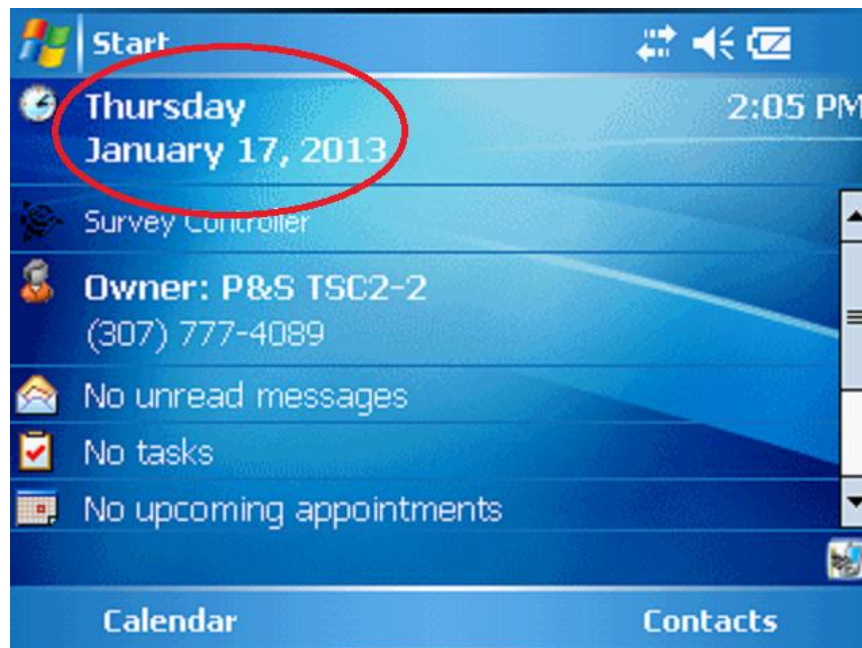 Start
Thursday 2:05 PM
January 17, 2013
Survey Controller
Owner: P&S TSC2-2
(307) 777-4089
No unread messages
No tasks
No upcoming appointments
Calendar Contacts